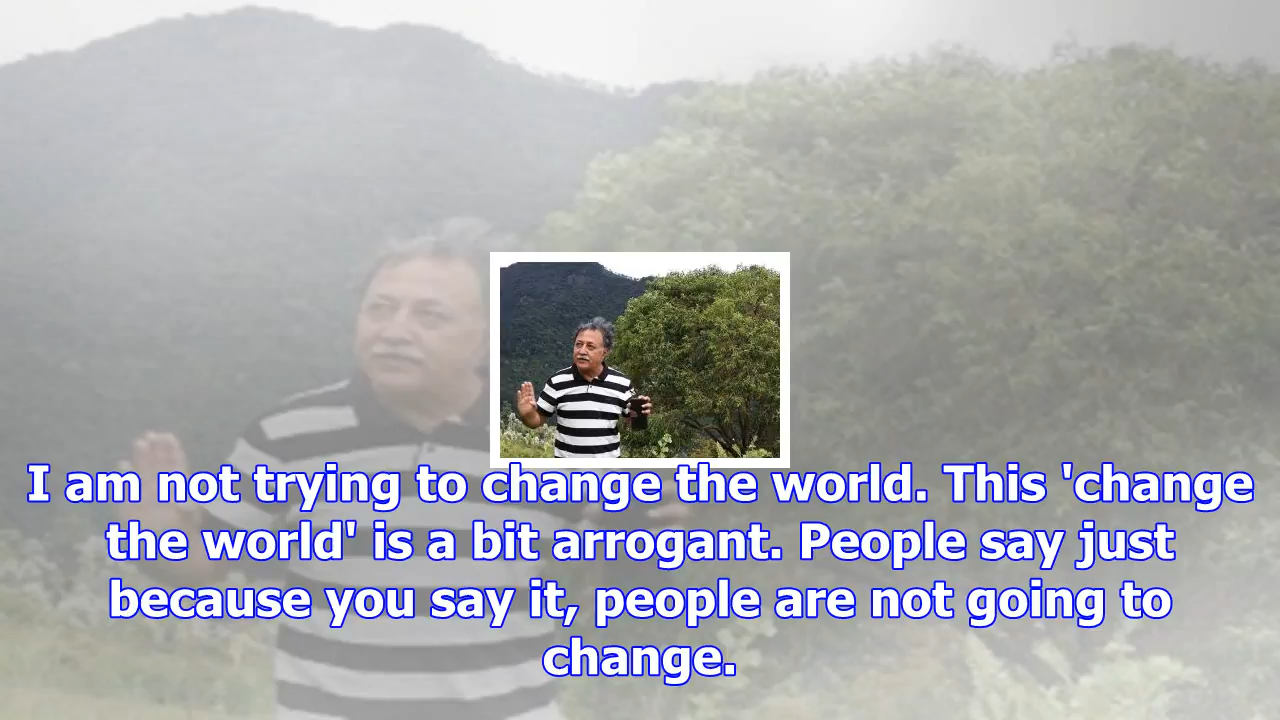 I am not trying to change the world. This 'change
the world' is a bit arrogant. People say just
because you say it, people are not going to
change.